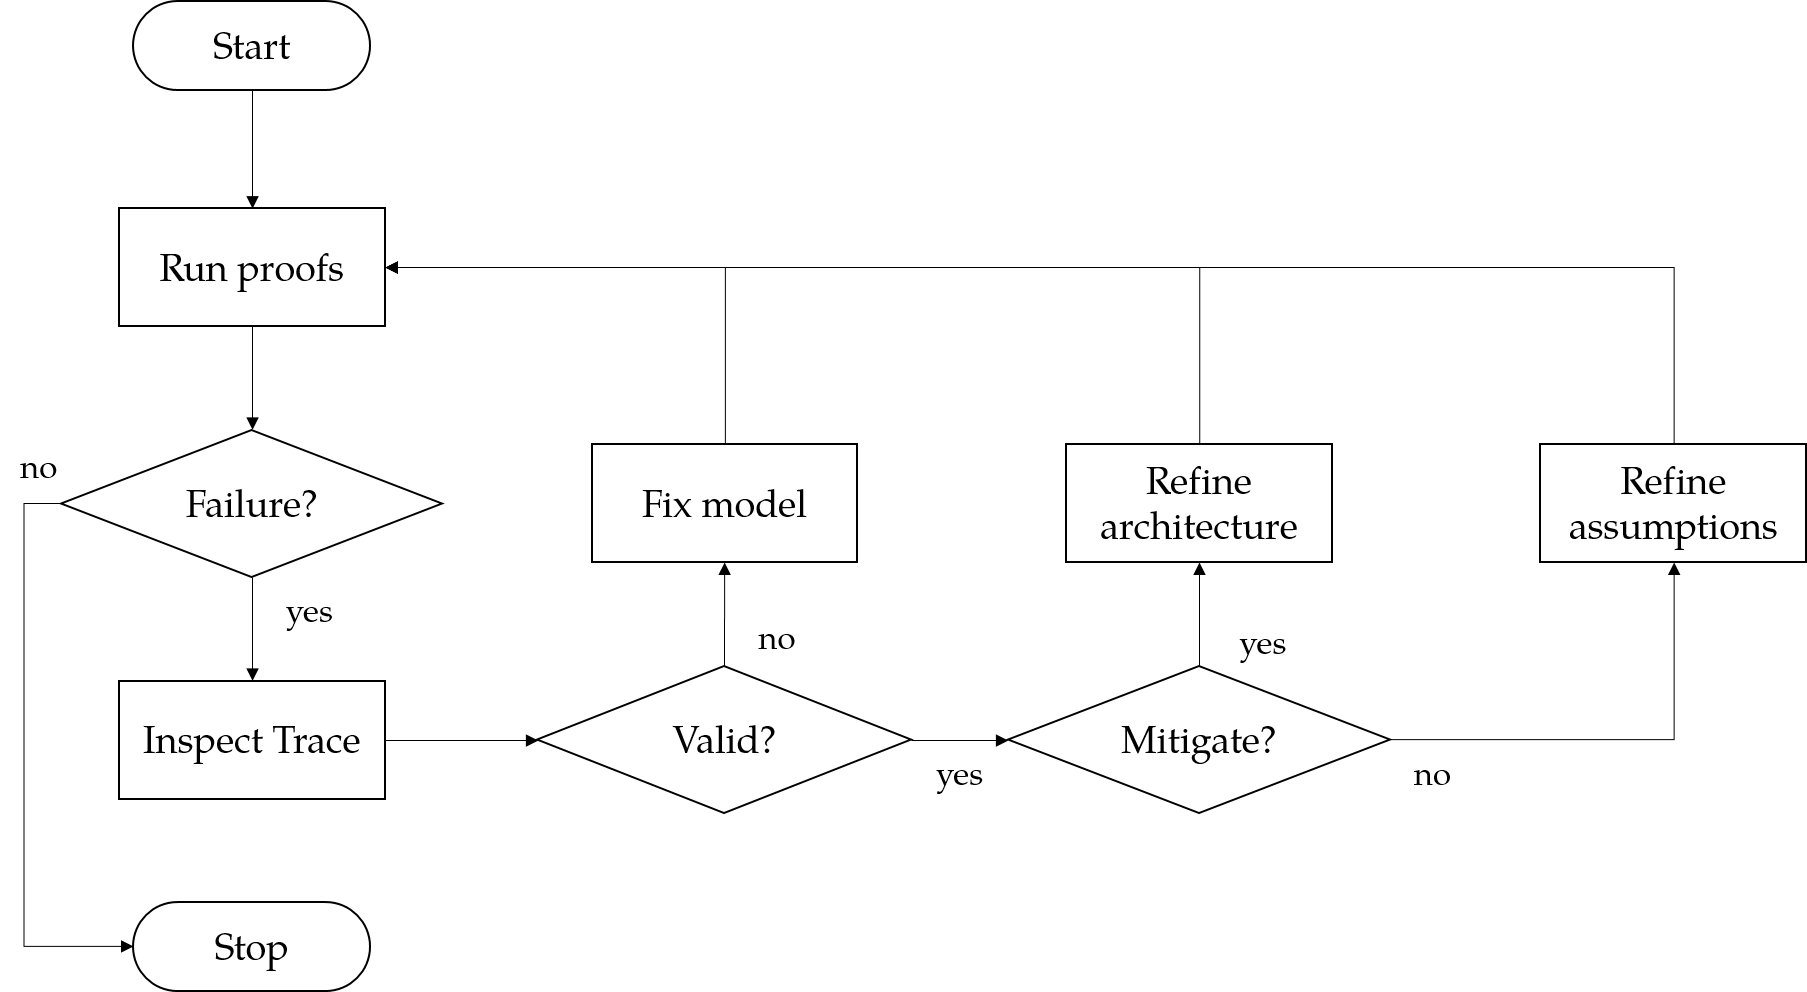 Start
Run proofs
no
Failure?
yes
Fix model
Refine
architecture
Refine
assumptions
no
yes
Inspect Trace
Valid?
yes
Mitigate?
no
Stop